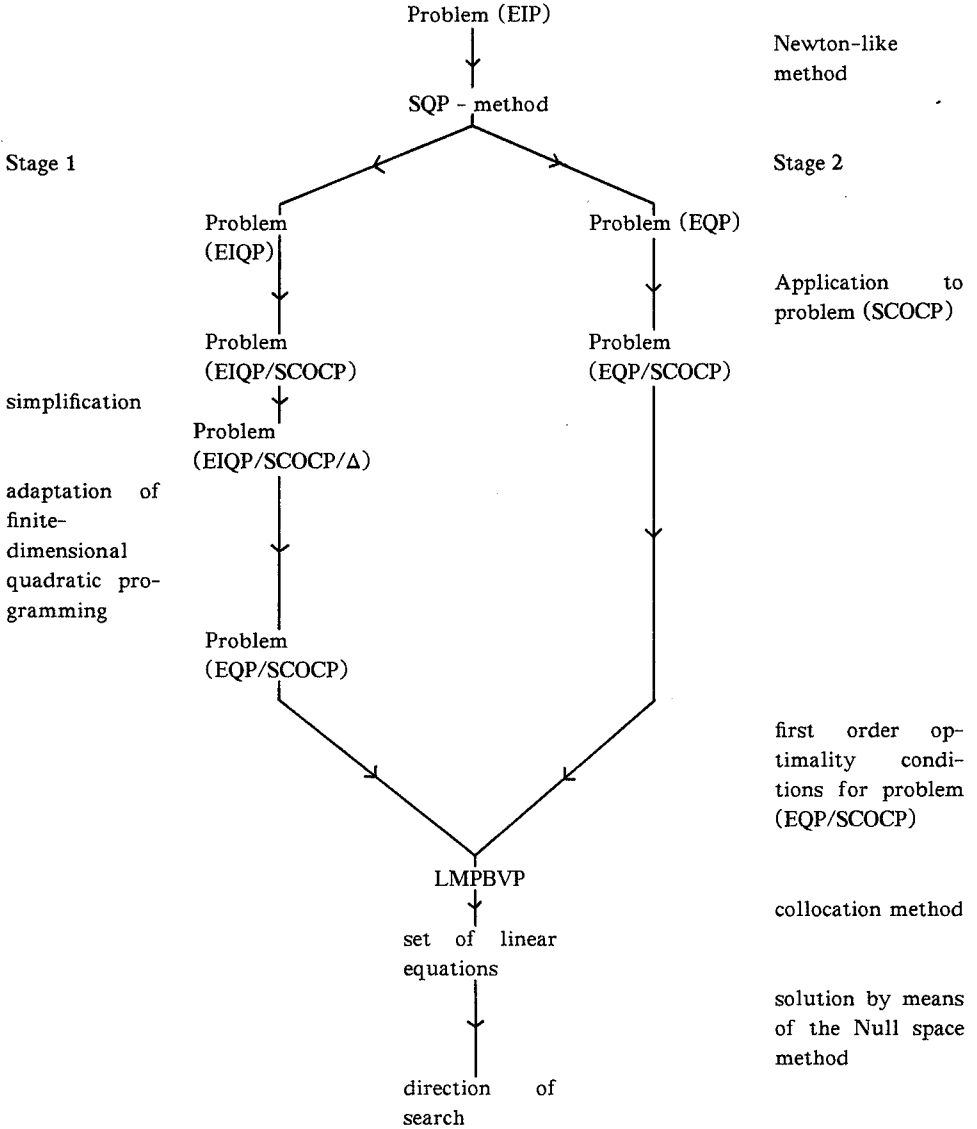 Problem (EIP)
Newton-like
method
SQP - method
Stage 1
Stage 2
Problem
(EIQP)
Problem (EQP)
Application to
problem (SCOCP)
Problem
(EIQP/SCOCP)
Problem
(EQP/SCOCP)
simplification
Problem
(EIQP/SCOCP/Δ)
adaptation of
finite-
dimensional
quadratic pro-
gramming
Problem
(EQP/SCOCP)
first order op-
timality condi-
tions for problem
(EQP/SCOCP)
LMPBVP
collocation method
set of linear
equations
solution by means
of the Null space
method
direction of
search